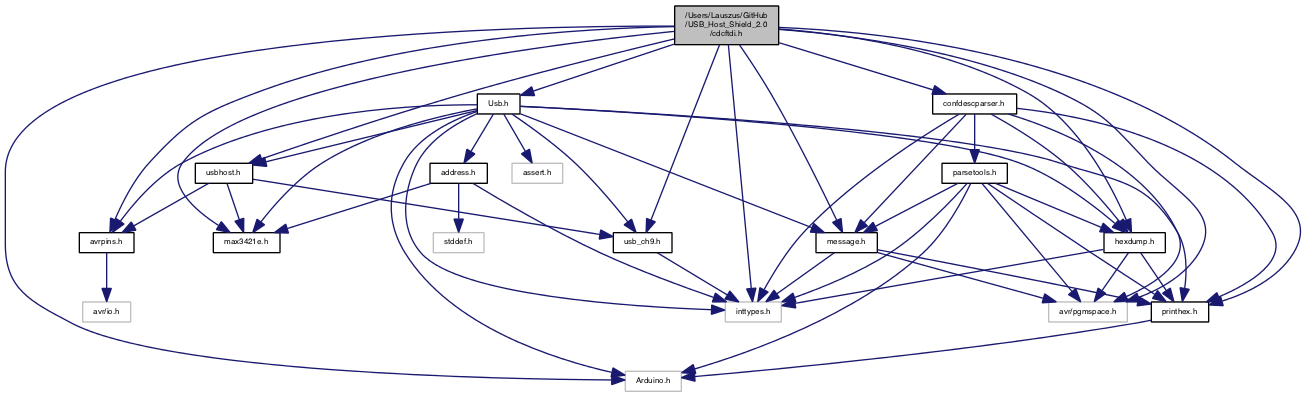 /Users/Lauszus/GitHub
/USB_Host_Shield_2.0
/cdcftdi.h
Usb.h
confdescparser.h
usbhost.h
address.h
assert.h
parsetools.h
avrpins.h
max3421e.h
stddef.h
usb_ch9.h
message.h
hexdump.h
avr/io.h
inttypes.h
avr/pgmspace.h
printhex.h
Arduino.h